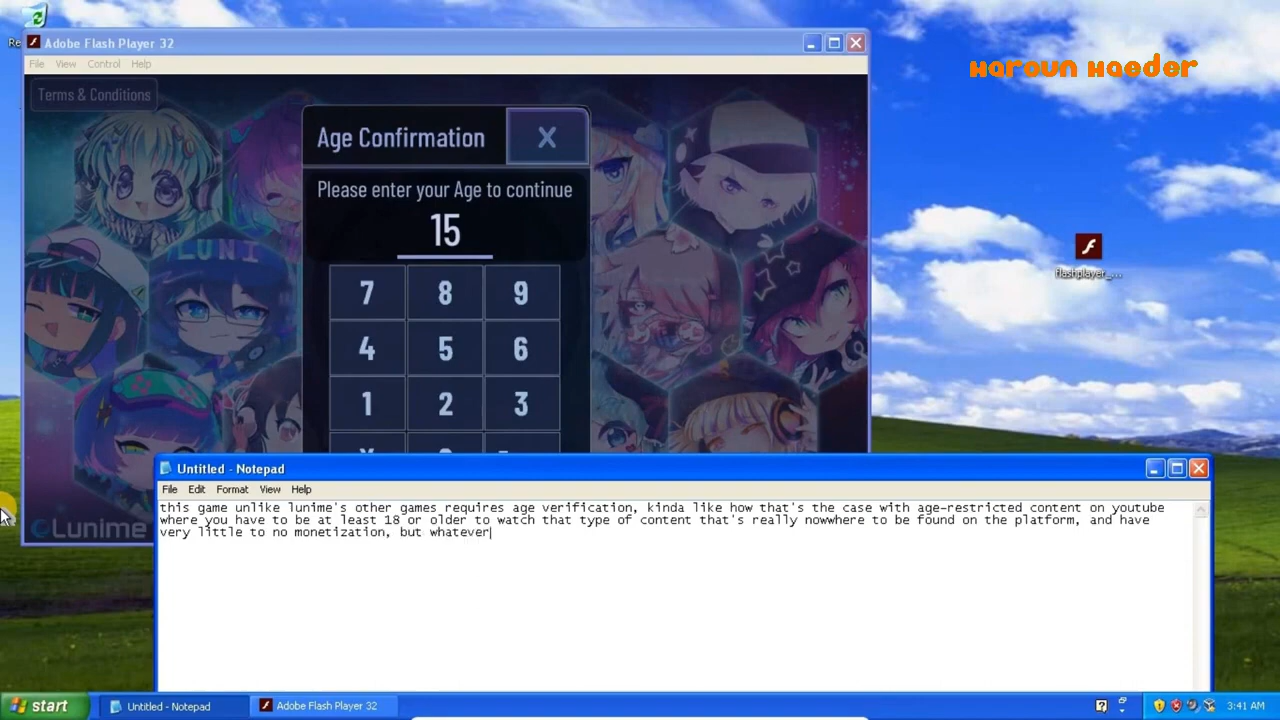 Adobe Flash Player 32
File View Control Help
Terms & Conditions
Haroun Haeder
Age Confirmation
X
Please enter your Age to continue
15
7 8 9
4 5 6
1 2 3
LUNI
flashplayer_...
Lunime
Untitled - Notepad
File Edit Format View Help
this game unlike lunime's other games requires age verification, kinda like how that's the case with age-restricted content on youtube
where you have to be at least 18 or older to watch that type of content that's really nowhere to be found on the platform, and have
very little to no monetization, but whatever
start
Untitled - Notepad
Adobe Flash Player 32
3:41 AM